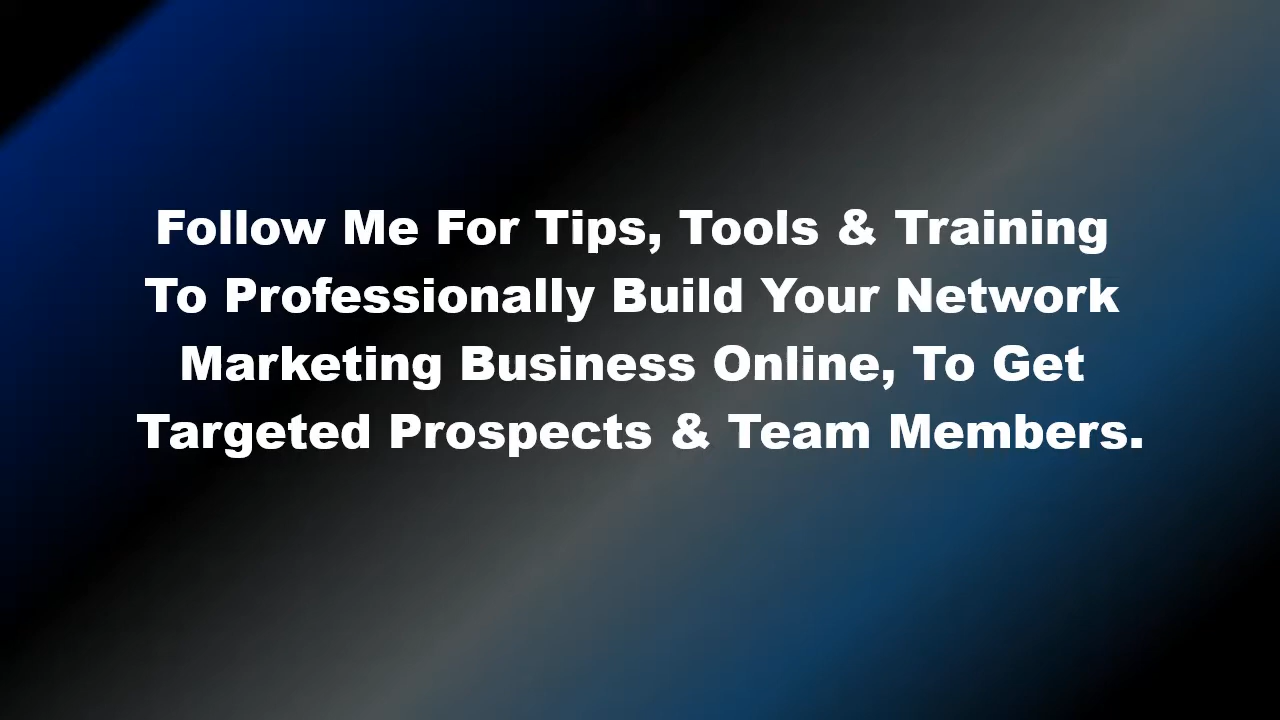 Follow Me For Tips, Tools & Training
To Professionally Build Your Network
Marketing Business Online, To Get
Targeted Prospects & Team Members.